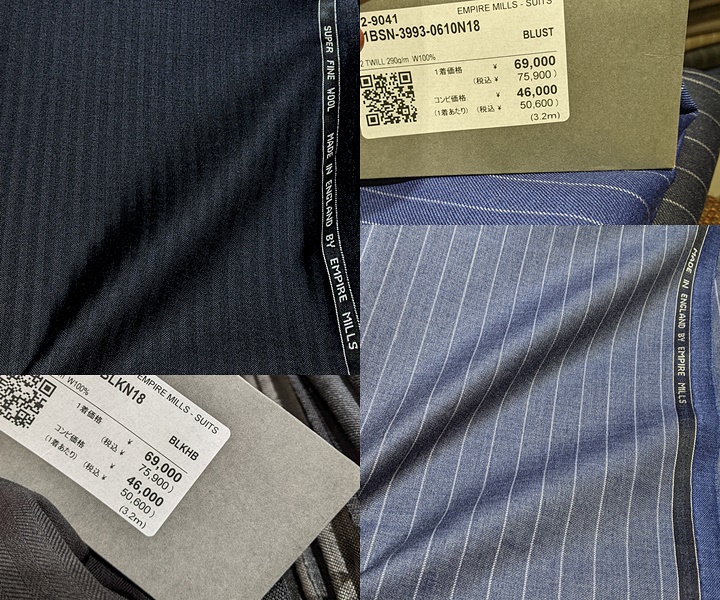 SUPER FINE WOOL MADE IN ENGLAND BY EMPIRE MILLS
EMPIRE MILLS - SUITS
2-9041
1BSN-3993-0610N18
BLUST
2 TWILL 290g/m W100%
1着価格 ¥ 69,000
(税込 ¥ 75,900)
コンビ価格 ¥ 46,000
(1着あたり) (税込 ¥ 50,600)
(3.2m)
EMPIRE MILLS - SUITS
BLKN18
BLKHB
W100%
1着価格 ¥ 69,000
(税込 ¥ 75,900)
コンビ価格 ¥ 46,000
(1着あたり) (税込 ¥ 50,600)
(3.2m)
MADE IN ENGLAND BY EMPIRE MILLS